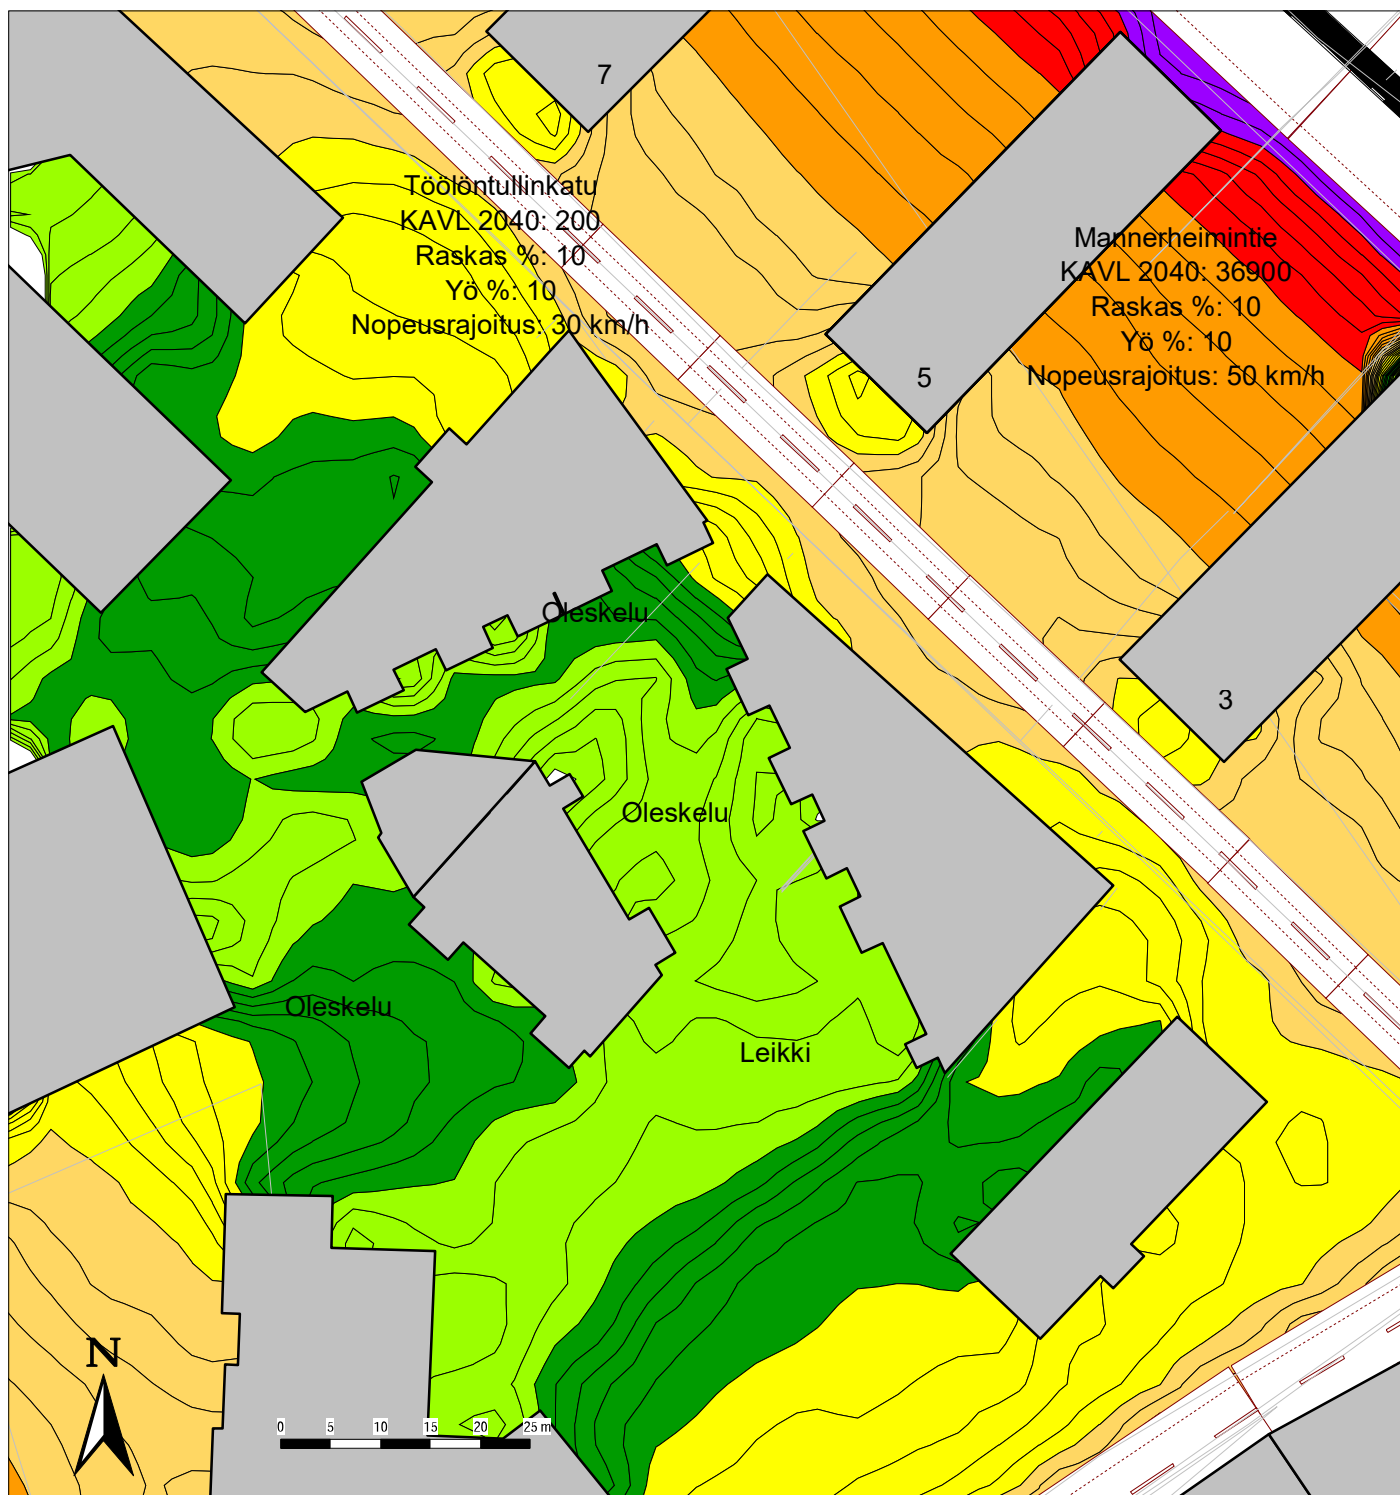 7
Töölöntullinkatu
KAVL 2040: 200
Raskas %: 10
Yö %: 10
Nopeusrajoitus: 30 km/h
Mannerheimintie
KAVL 2040: 36900
Raskas %: 10
Yö %: 10
Nopeusrajoitus: 50 km/h
5
Oleskelu
3
Oleskelu
Oleskelu
Leikki
N
0 5 10 15 20 25 m